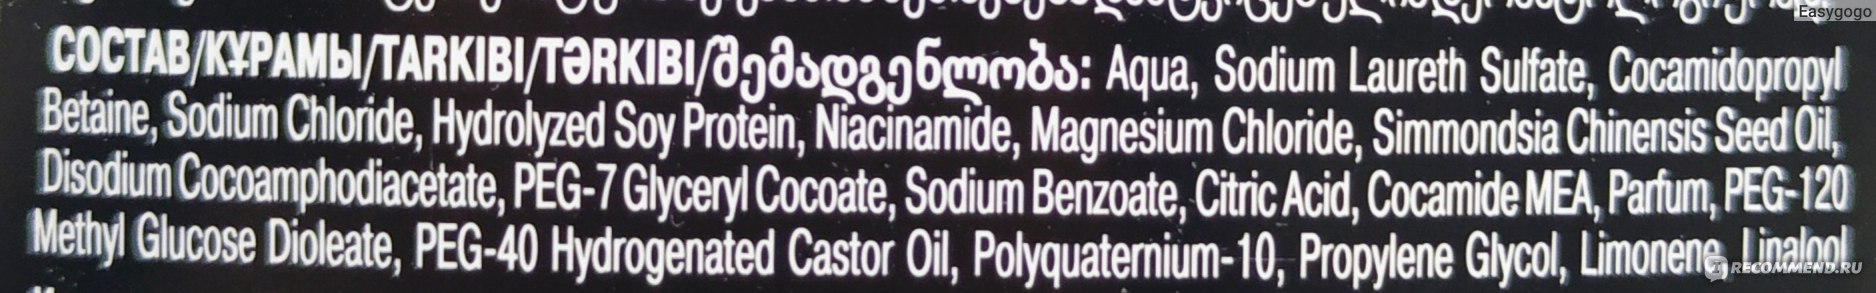 Easygogo
СОСТАВ/ҚҰРАМЫ/TARKIBI/TƏRKIBI/შემადგენლობა: Aqua, Sodium Laureth Sulfate, Cocamidopropyl
Betaine, Sodium Chloride, Hydrolyzed Soy Protein, Niacinamide, Magnesium Chloride, Simmondsia Chinensis Seed Oil,
Disodium Cocoamphodiacetate, PEG-7 Glyceryl Cocoate, Sodium Benzoate, Citric Acid, Cocamide MEA, Parfum, PEG-120
Methyl Glucose Dioleate, PEG-40 Hydrogenated Castor Oil, Polyquaternium-10, Propylene Glycol, Limonene, Linalool
RECOMMEND.RU